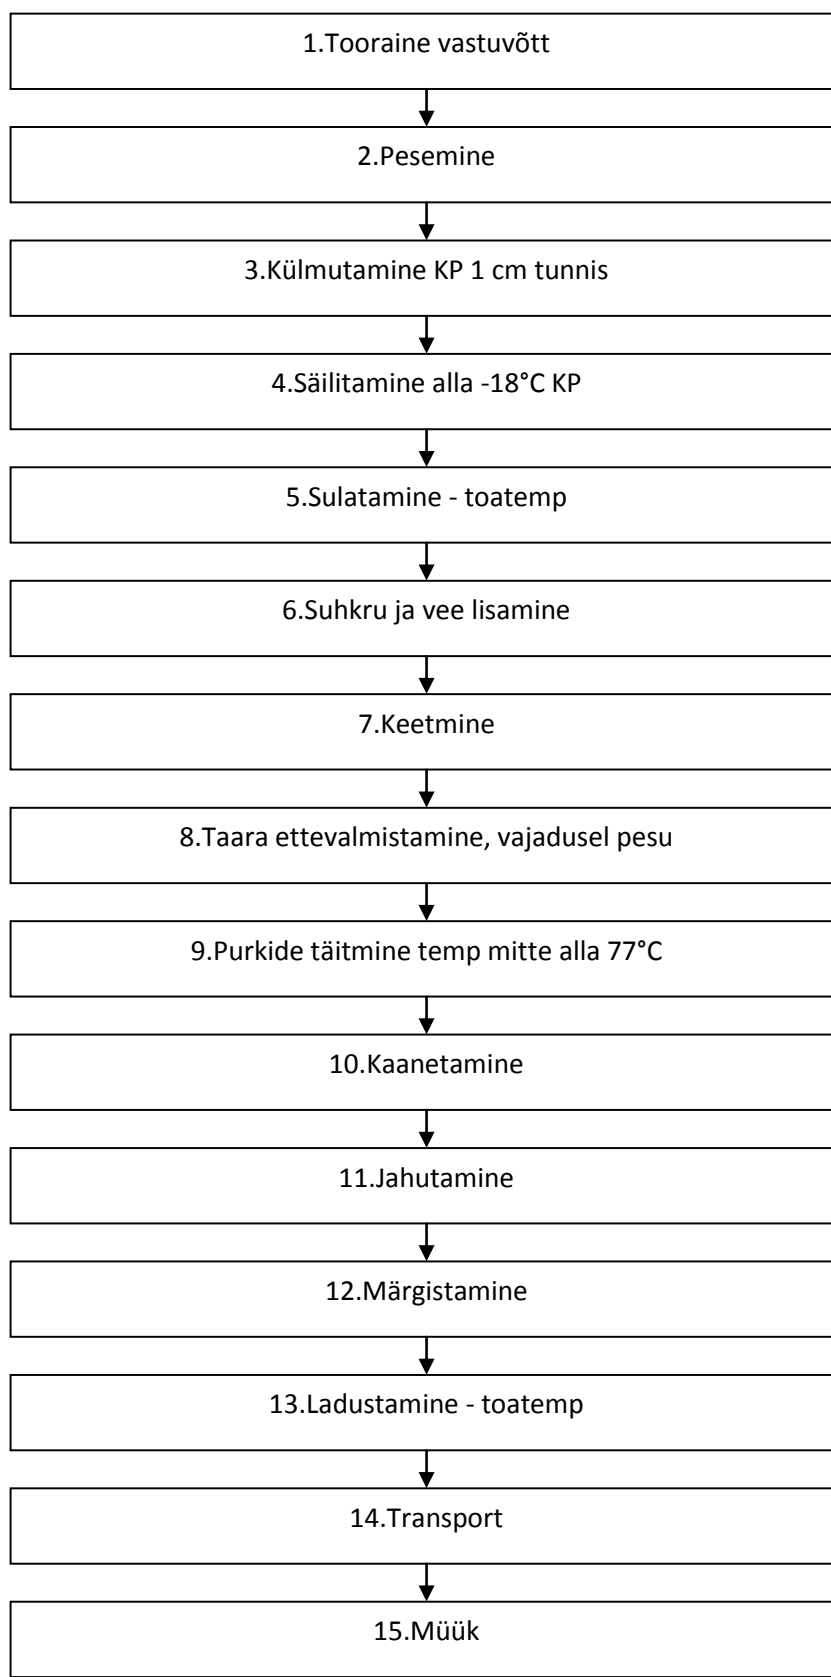 1.Tooraine vastuvõtt
2.Pesemine
3.Külmutamine KP 1 cm tunnis
4.Säilitamine alla -18°C KP
5.Sulatamine - toatemp
6.Suhkru ja vee lisamine
7.Keetmine
8.Taara ettevalmistamine, vajadusel pesu
9.Purkide täitmine temp mitte alla 77°C
10.Kaanetamine
11.Jahutamine
12.Märgistamine
13.Ladustamine - toatemp
14.Transport
15.Müük